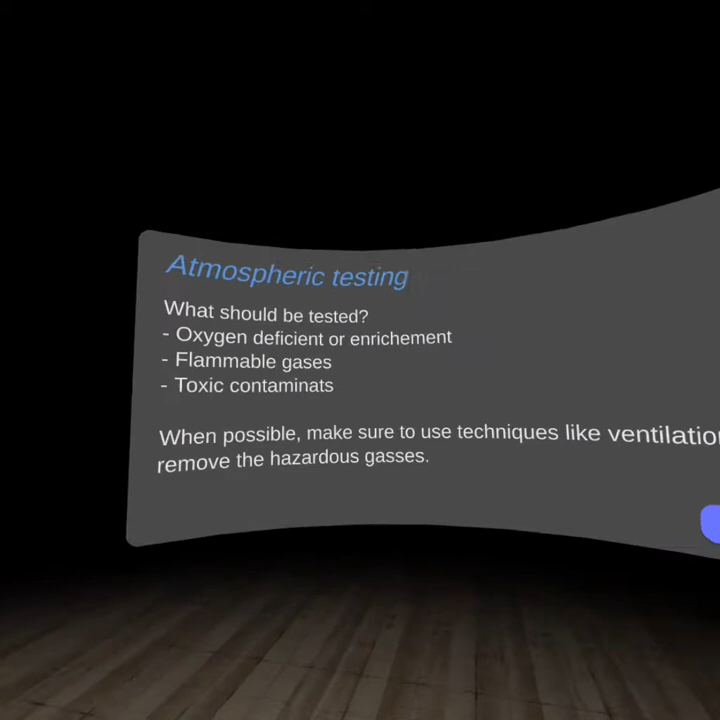 Atmospheric testing
What should be tested?
- Oxygen deficient or enrichement
- Flammable gases
- Toxic contaminats
When possible, make sure to use techniques like
remove the hazardous gasses.